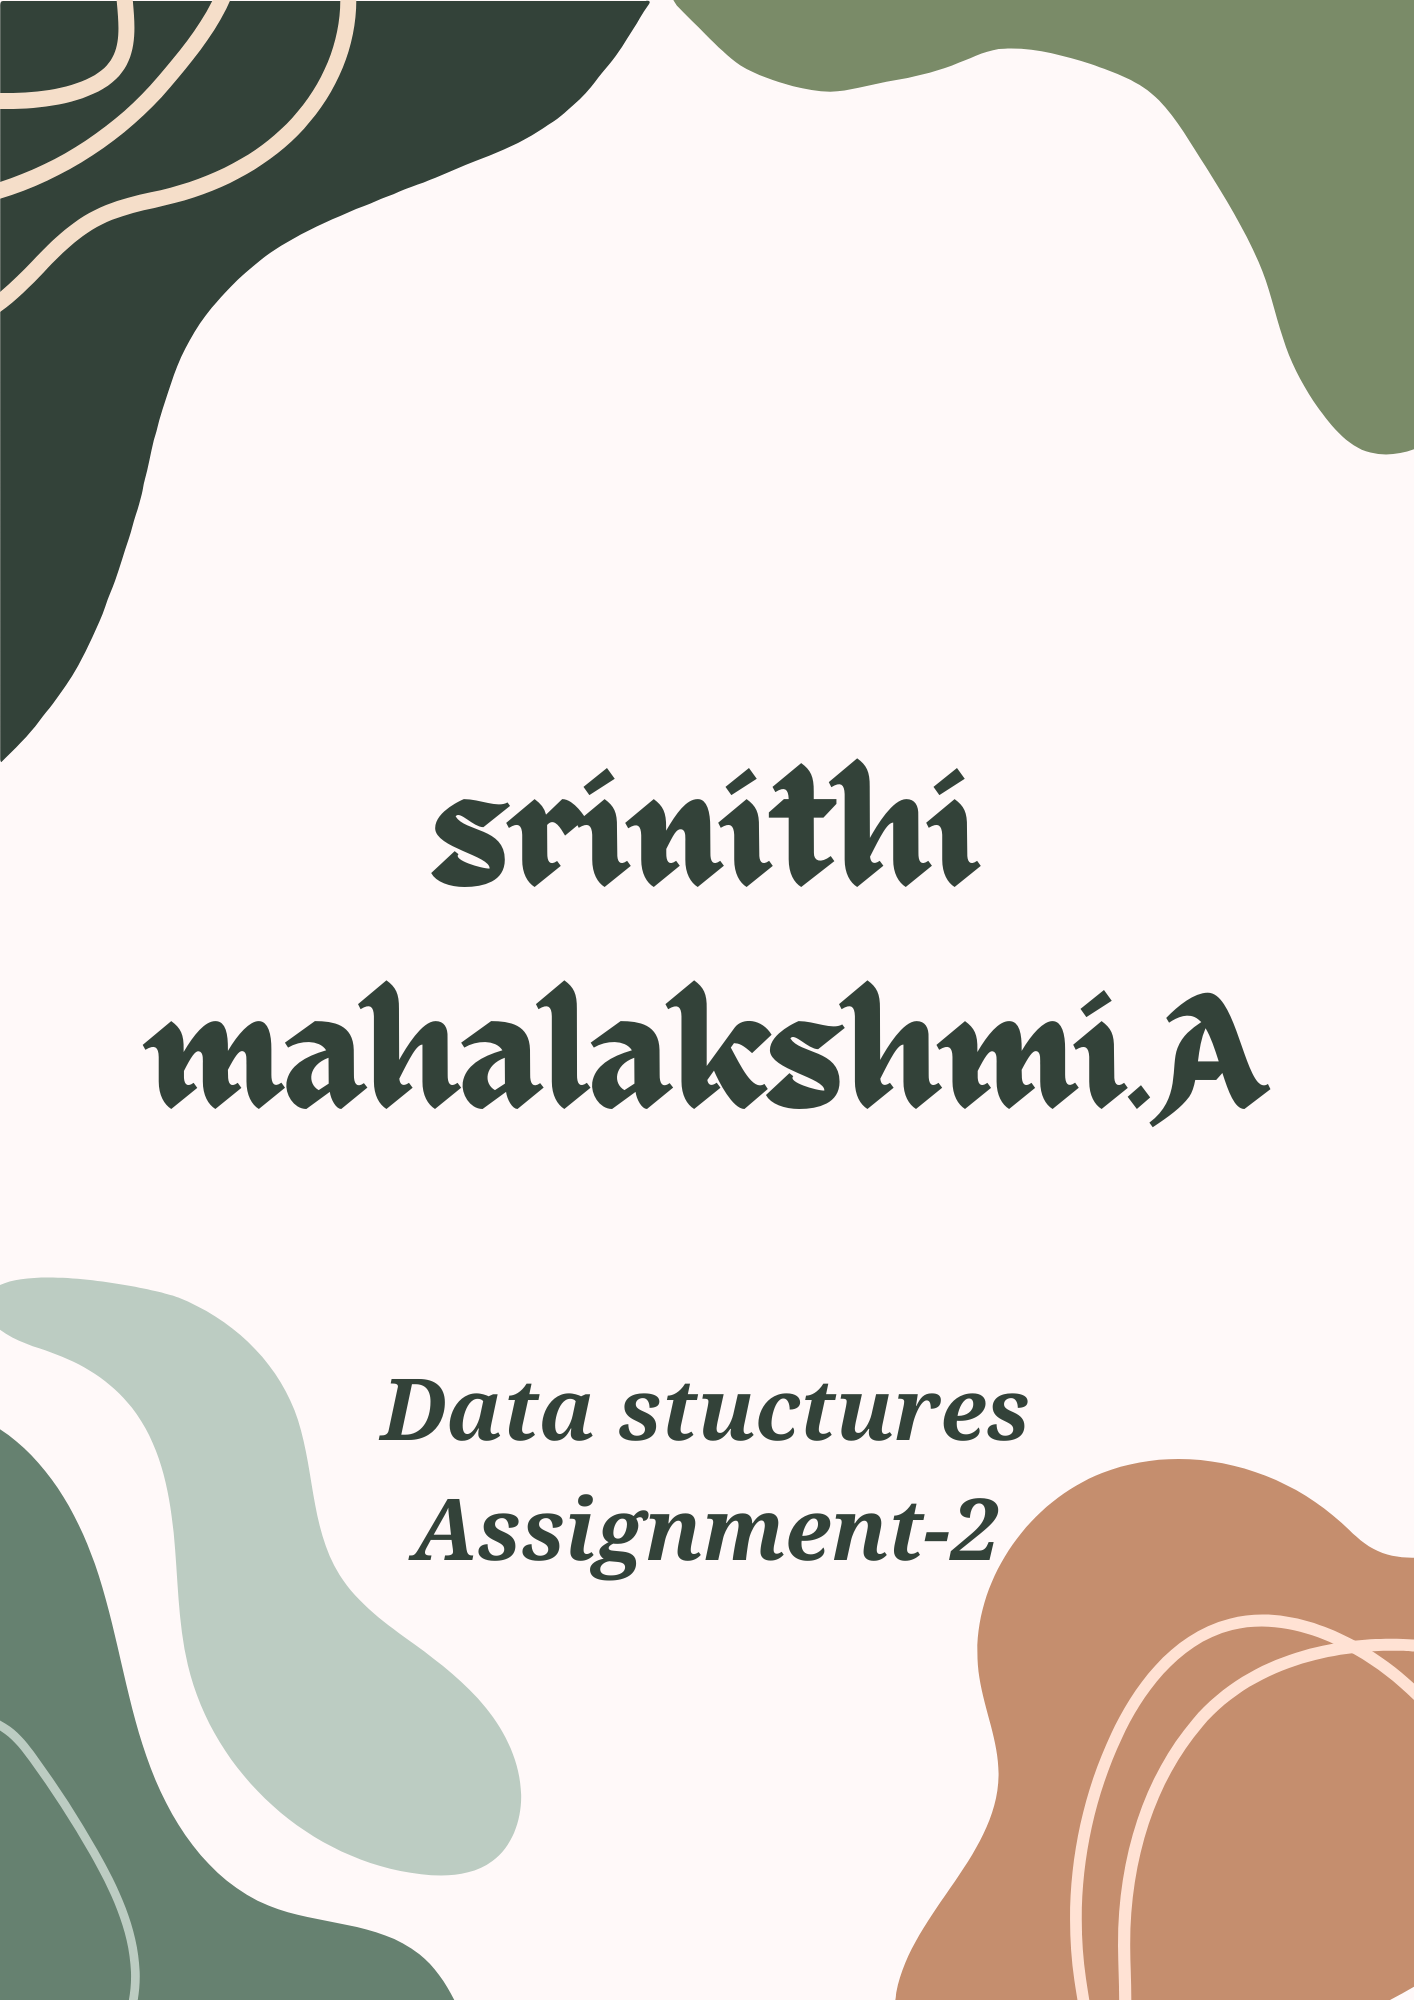 srinithi
mahalakshmi.A
Data stuctures
Assignment-2